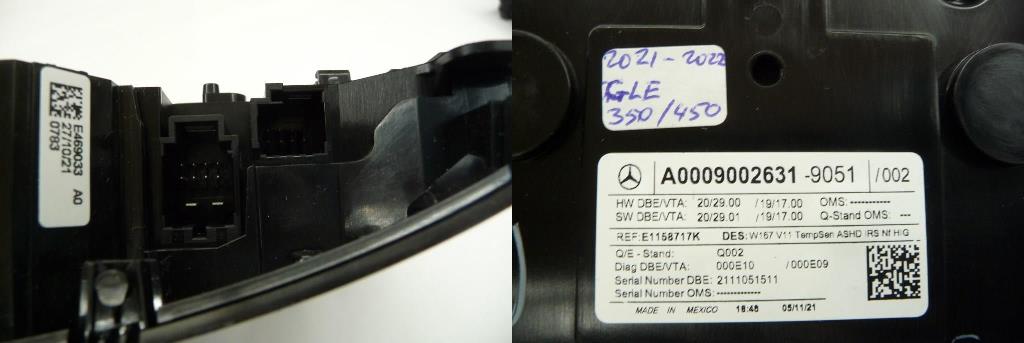 E469033 AG
27/10/21
0783
2021 - 2022
GLE
350/450
A0009002631 -9051 /002
HW DBE/VTA: 20/29.00 /19/17.00 OMS:-----------
SW DBE/VTA: 20/29.01 /19/17.00 Q-Stand OMS: ---
REF:E1158717K DES:W167 V11 TempSen ASHD IRS Nf HIG
Q/E - Stand: Q002
Diag DBE/VTA: 000E10 /000E09
Serial Number DBE: 2111051511
Serial Number OMS:-------------
MADE IN MEXICO 18:48 05/11/21